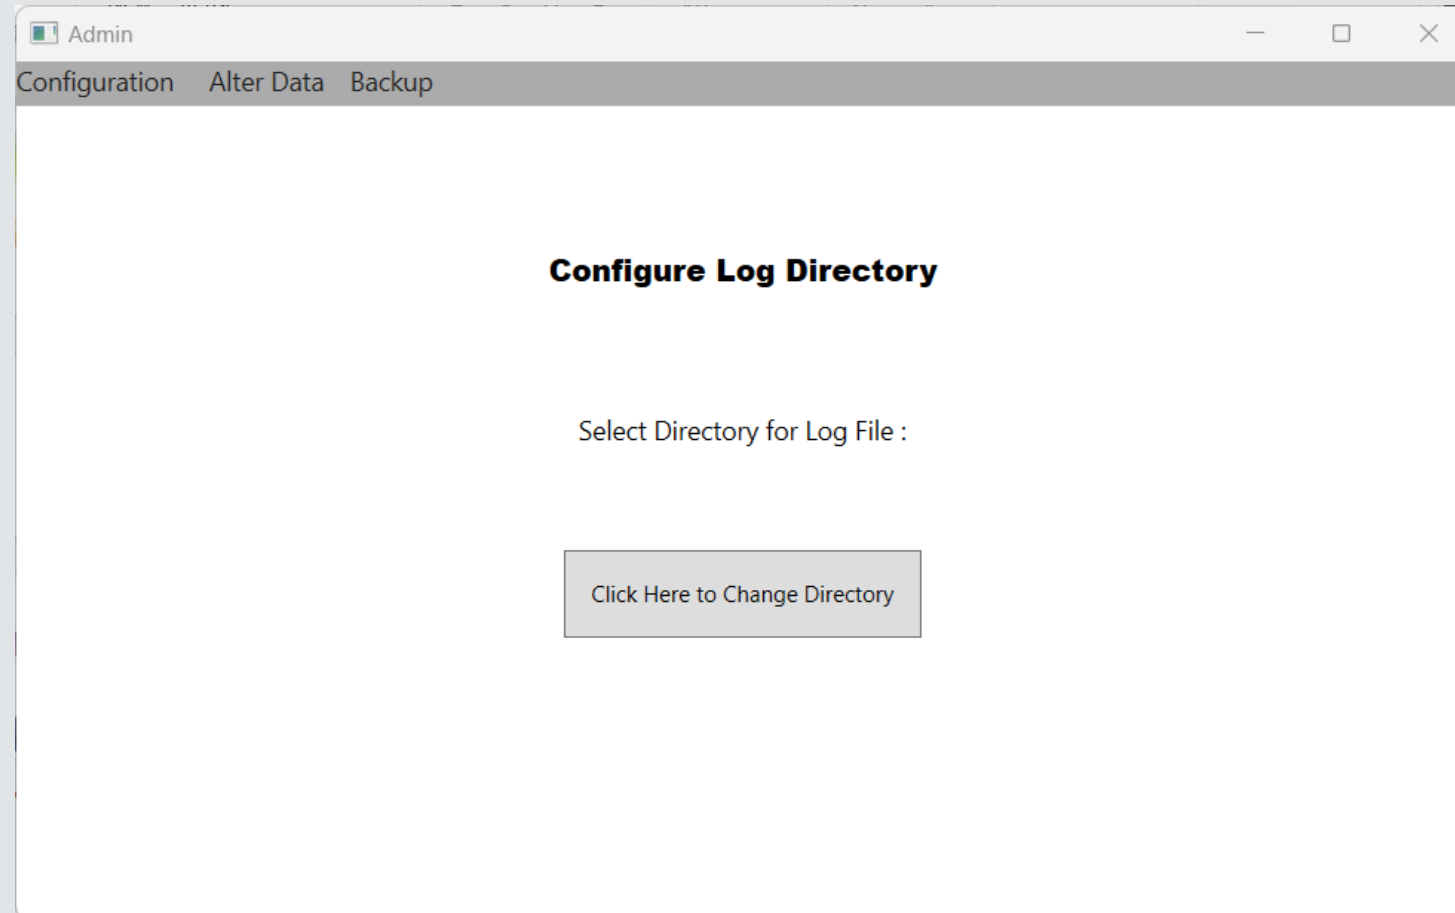 Admin
Configuration Alter Data Backup
Configure Log Directory
Select Directory for Log File :
Click Here to Change Directory